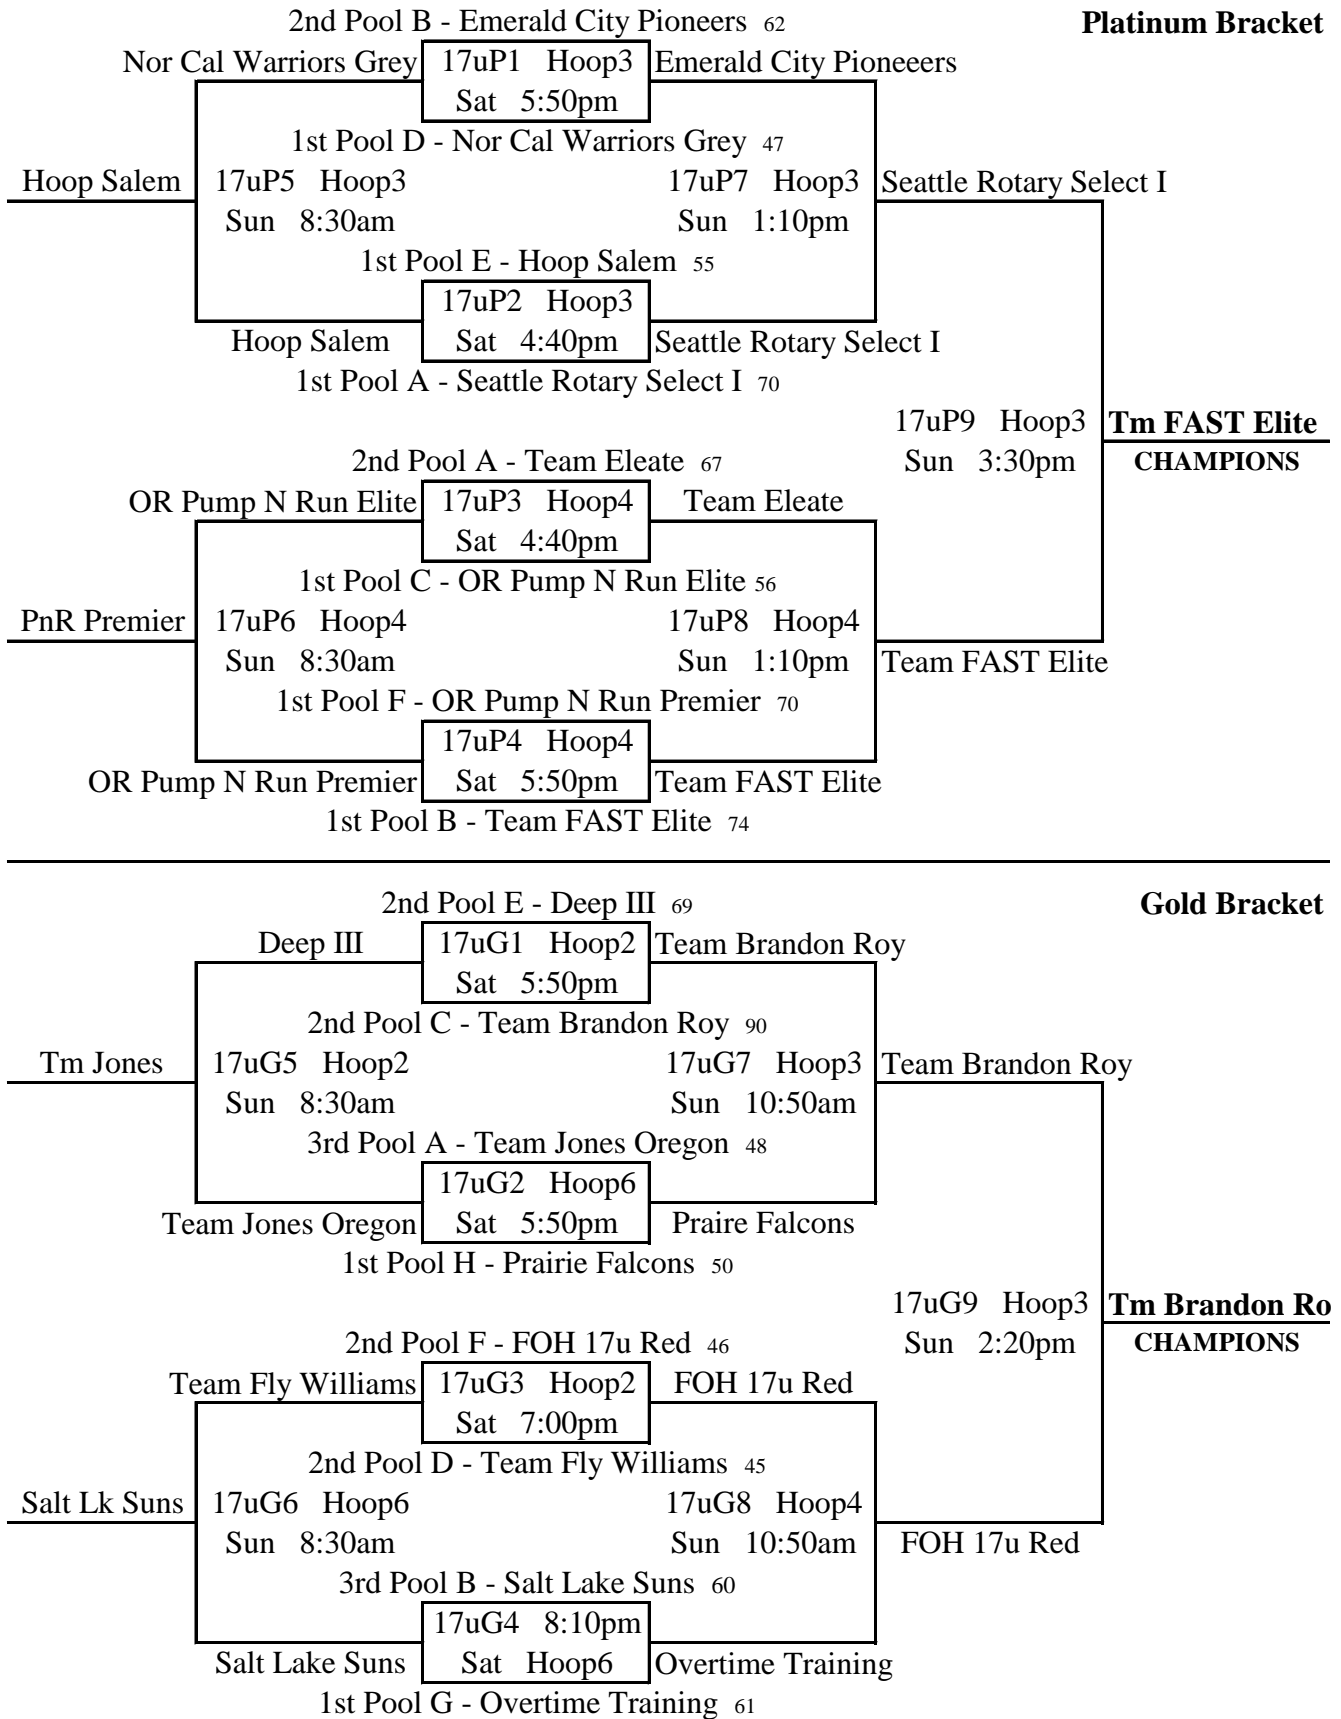 2nd Pool B - Emerald City Pioneers 62
Platinum Bracket
Nor Cal Warriors Grey 17uP1 Hoop3 Emerald City Pioneeers
Sat 5:50pm
1st Pool D - Nor Cal Warriors Grey 47
Hoop Salem 17uP5 Hoop3 17uP7 Hoop3 Seattle Rotary Select I
Sun 8:30am Sun 1:10pm
1st Pool E - Hoop Salem 55
17uP2 Hoop3
Hoop Salem Sat 4:40pm Seattle Rotary Select I
1st Pool A - Seattle Rotary Select I 70
17uP9 Hoop3 Tm FAST Elite
2nd Pool A - Team Eleate 67 Sun 3:30pm CHAMPIONS
OR Pump N Run Elite 17uP3 Hoop4 Team Eleate
Sat 4:40pm
1st Pool C - OR Pump N Run Elite 56
PnR Premier 17uP6 Hoop4 17uP8 Hoop4
Sun 8:30am Sun 1:10pm Team FAST Elite
1st Pool F - OR Pump N Run Premier 70
17uP4 Hoop4
OR Pump N Run Premier Sat 5:50pm Team FAST Elite
1st Pool B - Team FAST Elite 74
2nd Pool E - Deep III 69 Gold Bracket
Deep III 17uG1 Hoop2 Team Brandon Roy
Sat 5:50pm
2nd Pool C - Team Brandon Roy 90
Tm Jones 17uG5 Hoop2 17uG7 Hoop3 Team Brandon Roy
Sun 8:30am Sun 10:50am
3rd Pool A - Team Jones Oregon 48
17uG2 Hoop6
Team Jones Oregon Sat 5:50pm Praire Falcons
1st Pool H - Prairie Falcons 50
17uG9 Hoop3 Tm Brandon Ro
2nd Pool F - FOH 17u Red 46 Sun 2:20pm CHAMPIONS
Team Fly Williams 17uG3 Hoop2 FOH 17u Red
Sat 7:00pm
2nd Pool D - Team Fly Williams 45
Salt Lk Suns 17uG6 Hoop6 17uG8 Hoop4
Sun 8:30am Sun 10:50am FOH 17u Red
3rd Pool B - Salt Lake Suns 60
17uG4 8:10pm
Salt Lake Suns Sat Hoop6 Overtime Training
1st Pool G - Overtime Training 61